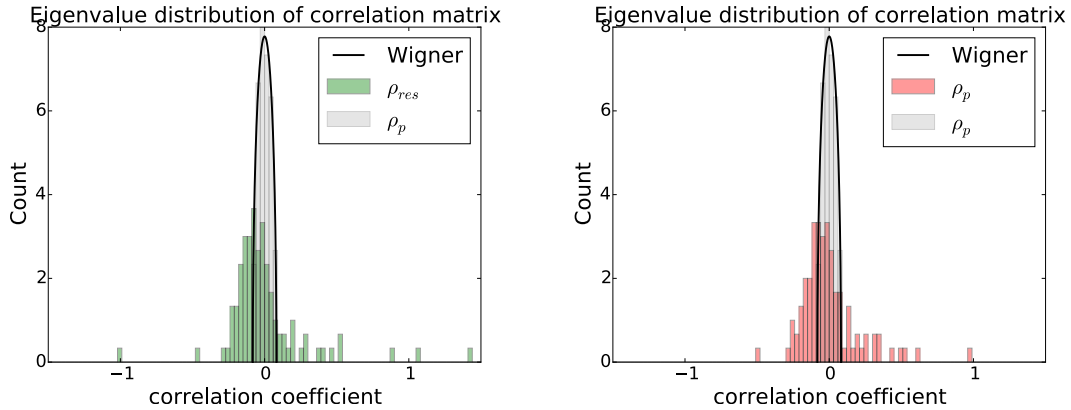 Eigenvalue distribution of correlation matrix
8
6
4
2
0
Count
Wigner
ρres
ρp
−1
0
1
correlation coefficient
Eigenvalue distribution of correlation matrix
8
6
4
2
0
Count
Wigner
ρp
ρp
−1
0
1
correlation coefficient